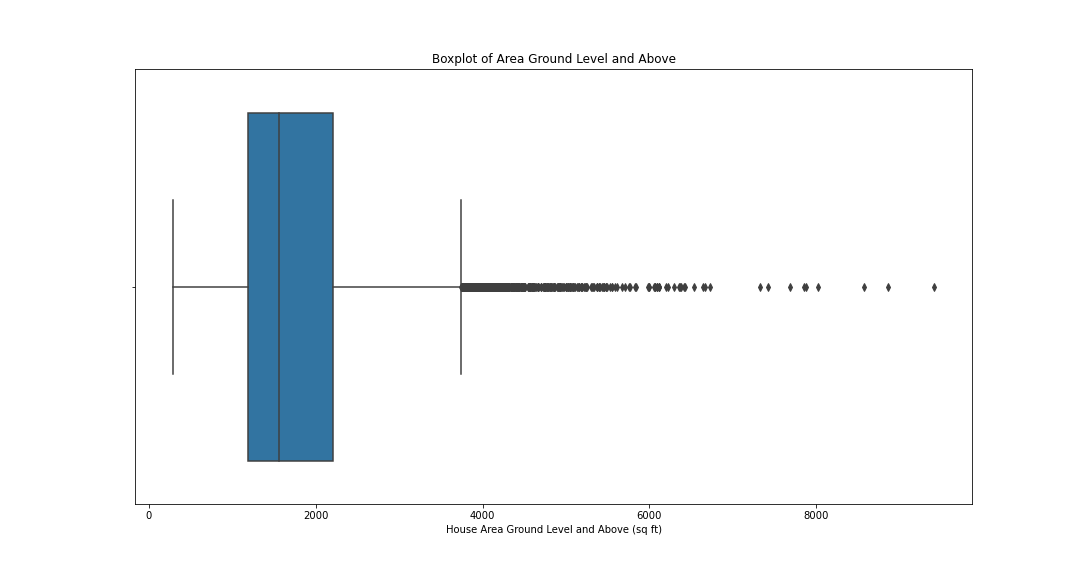 Boxplot of Area Ground Level and Above
0 2000 4000 6000 8000
House Area Ground Level and Above (sq ft)